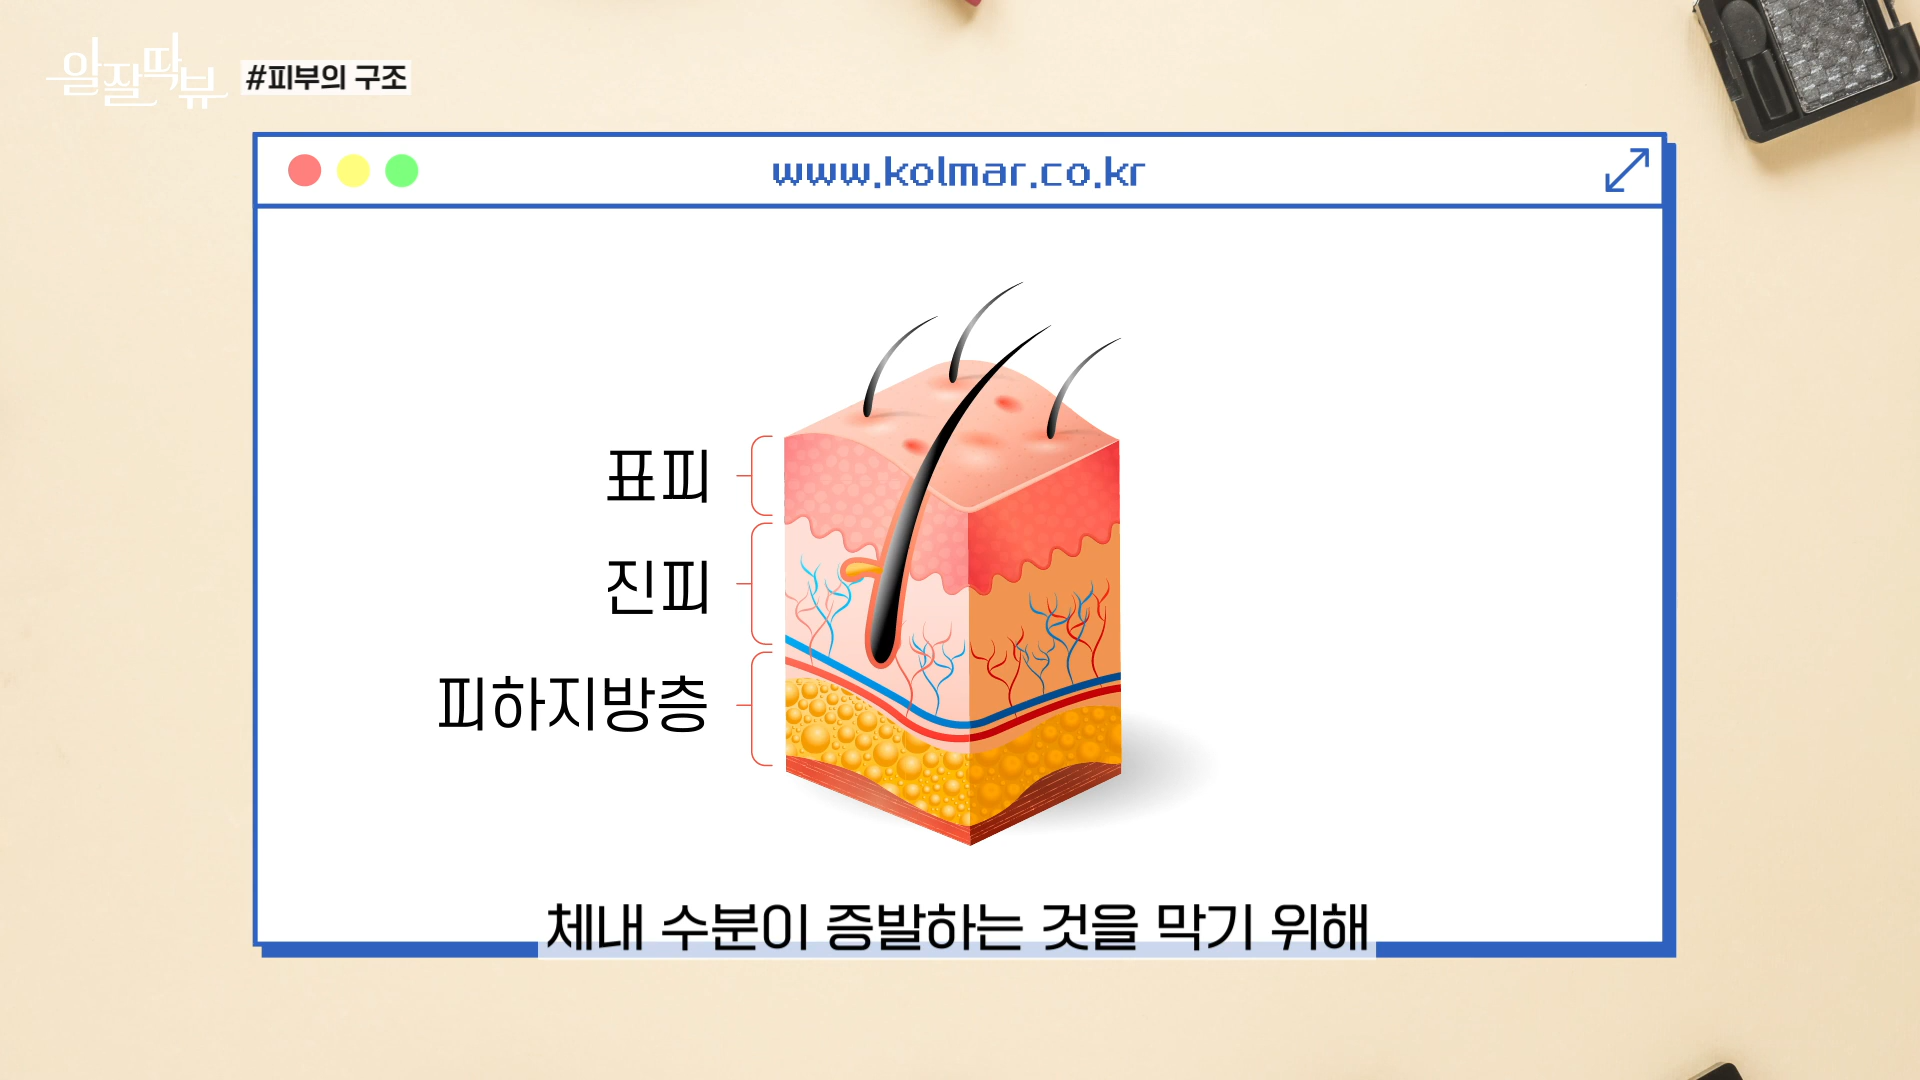 알잘딱뷰
#피부의 구조
www.kolmar.co.kr
표피
진피
피하지방층
체내 수분이 증발하는 것을 막기 위해